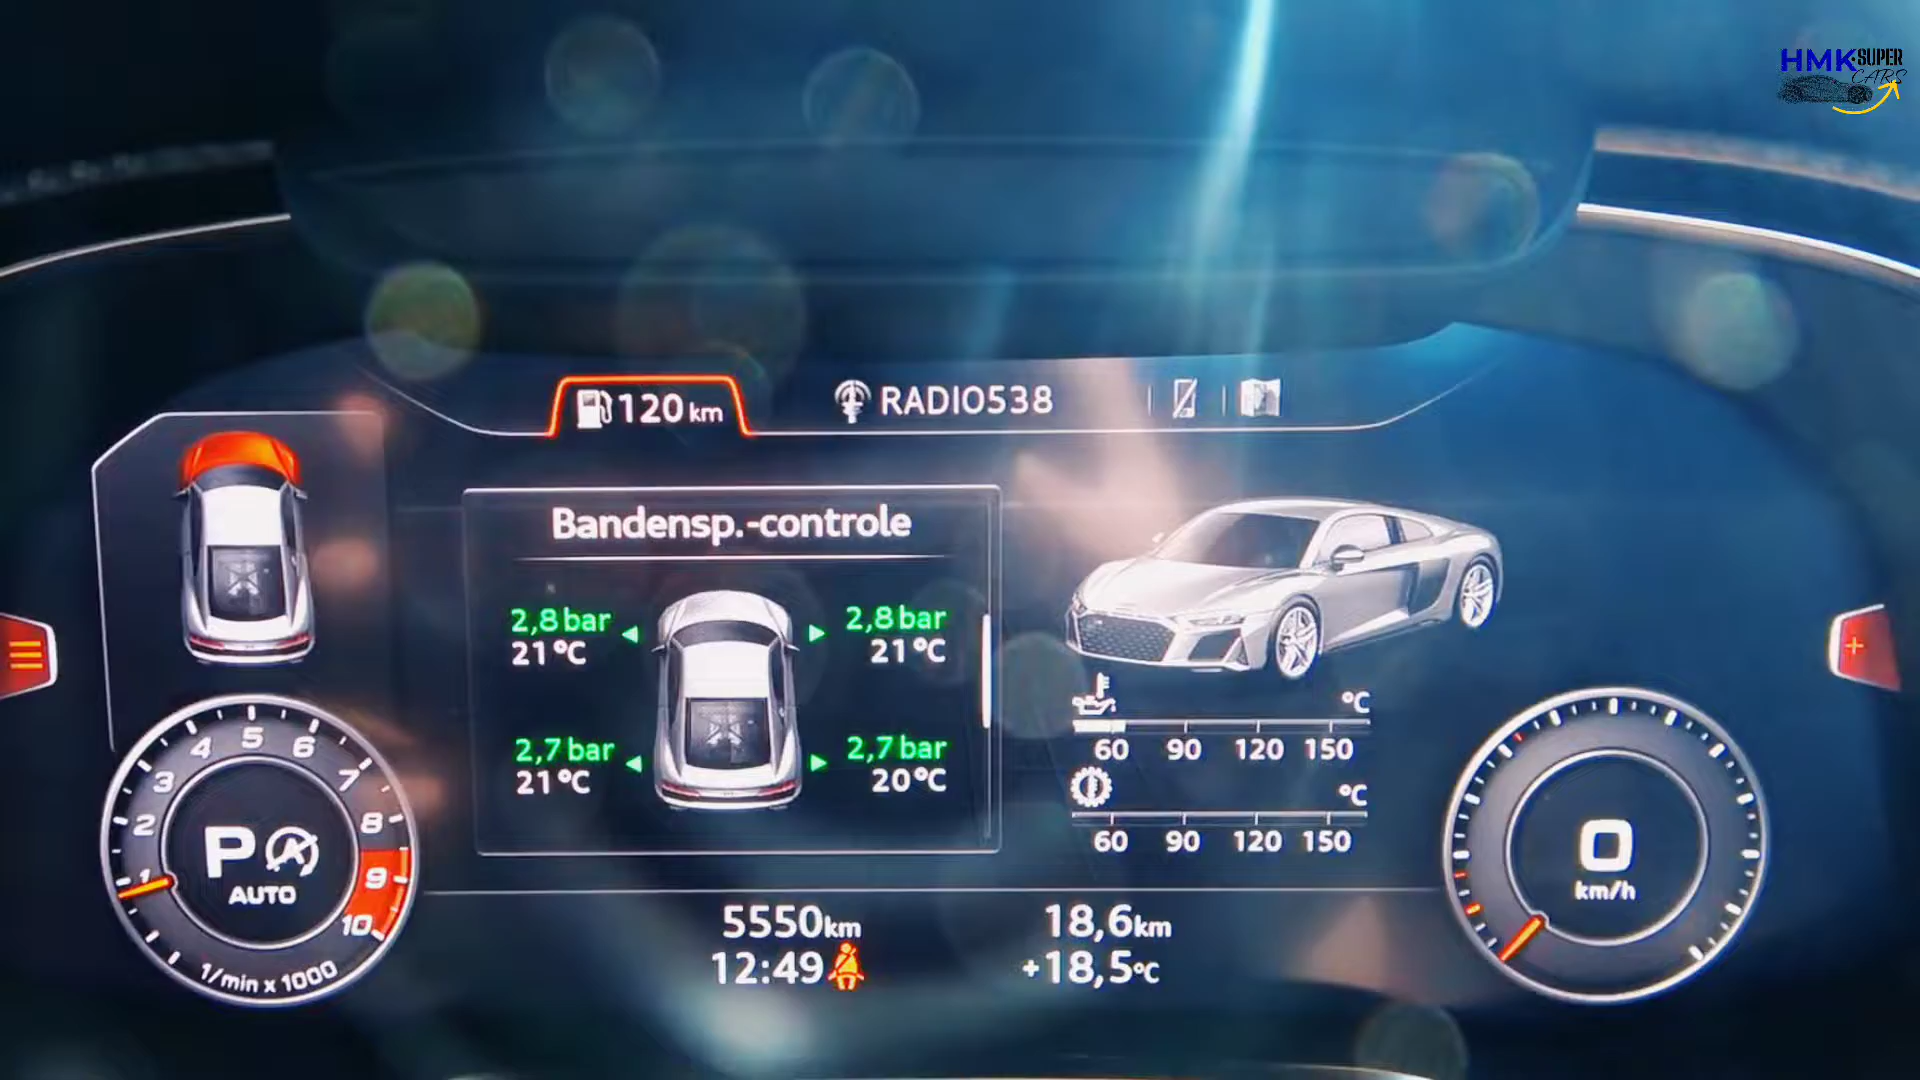 HMK SUPER
CARS
120 km
RADIO538
Bandensp.-controle
2,8 bar
21°C
2,8 bar
21°C
2,7 bar
21°C
2,7 bar
20°C
°C
60 90 120 150
°C
60 90 120 150
1 2 3 4 5 6 7 8 9 10
P
AUTO
1/min x 1000
0
km/h
5550 km
18,6 km
12:49
+18,5°C